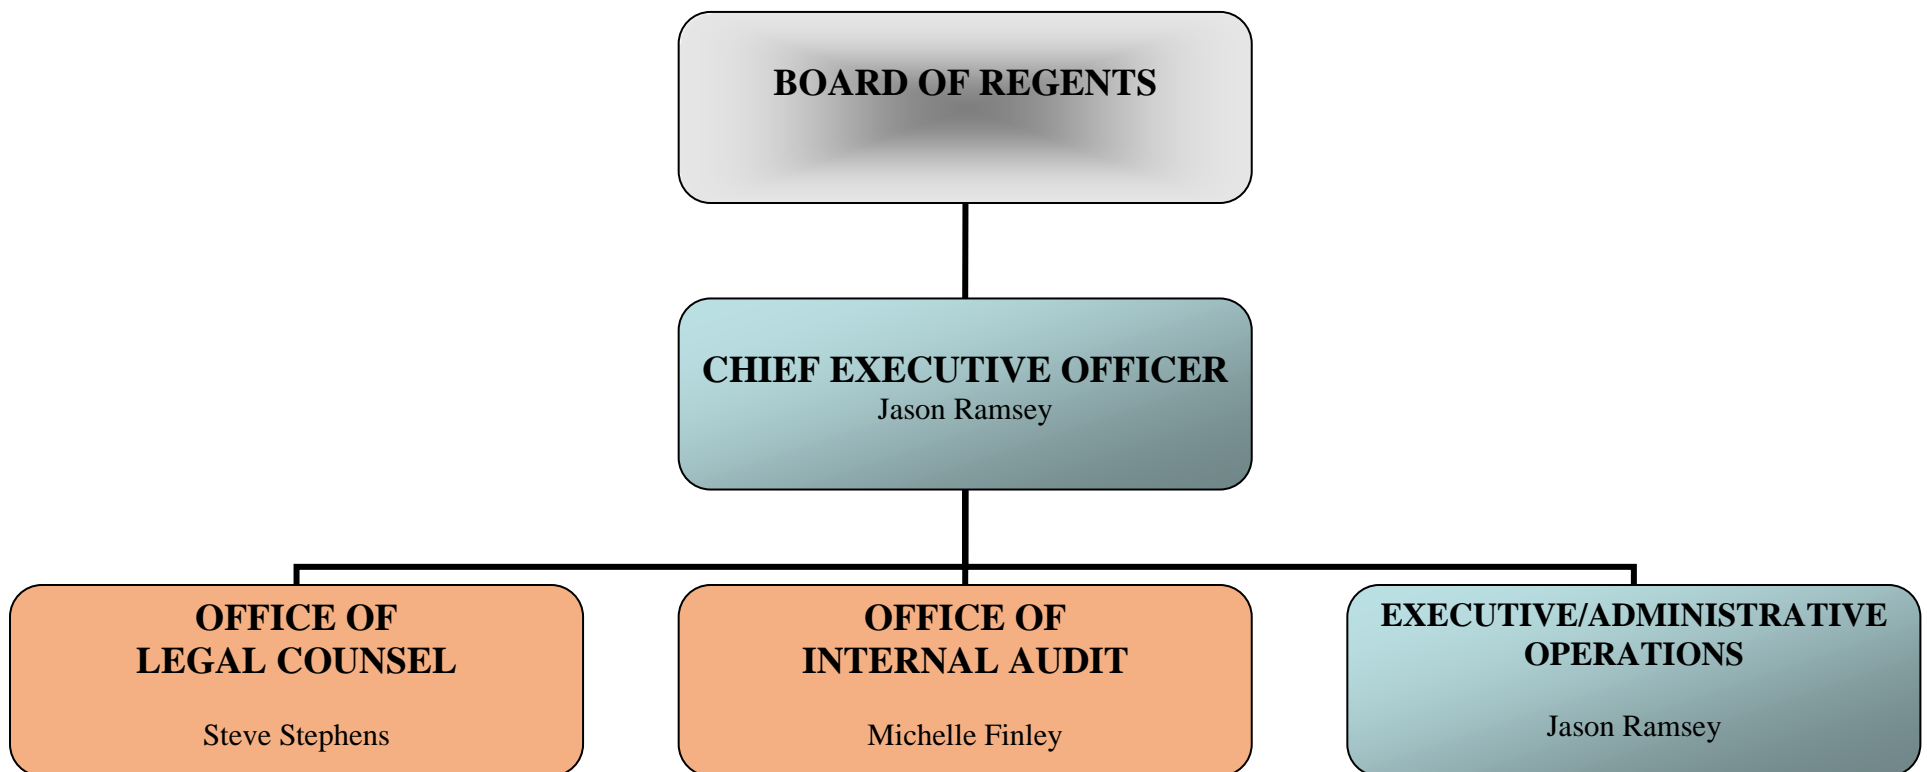 BOARD OF REGENTS
CHIEF EXECUTIVE OFFICER
Jason Ramsey
OFFICE OF
LEGAL COUNSEL
Steve Stephens
OFFICE OF
INTERNAL AUDIT
Michelle Finley
EXECUTIVE/ADMINISTRATIVE
OPERATIONS
Jason Ramsey